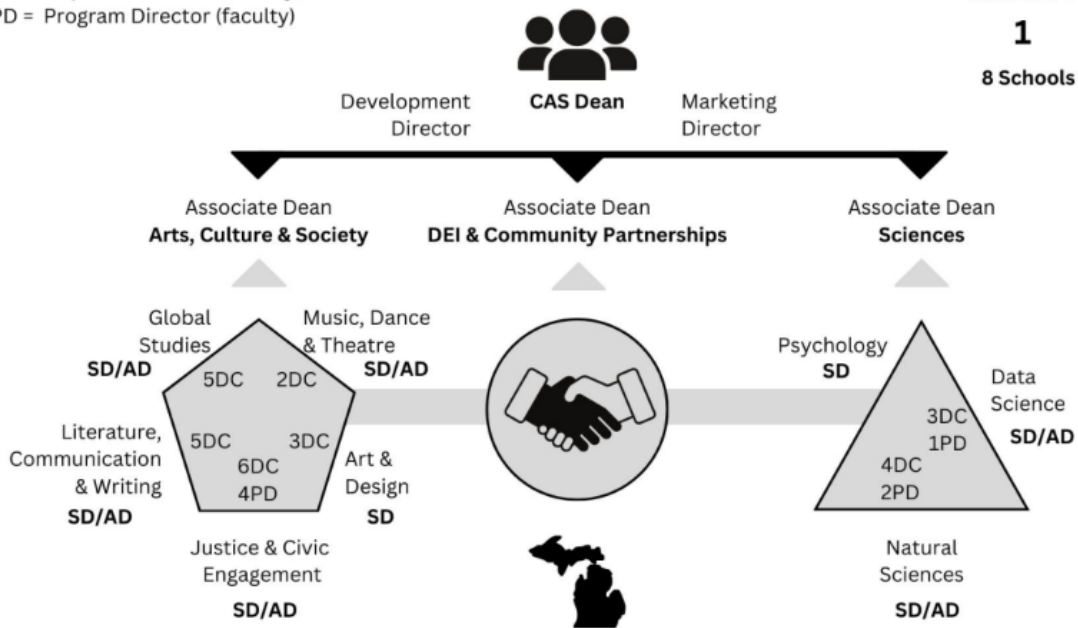 PD = Program Director (faculty)
1
8 Schools
CAS Dean
Development
Director
Marketing
Director
Associate Dean
Arts, Culture & Society
Associate Dean
DEI & Community Partnerships
Associate Dean
Sciences
Global
Studies
SD/AD
Music, Dance
& Theatre
SD/AD
5DC
2DC
Literature,
Communication
& Writing
SD/AD
5DC
3DC
6DC
4PD
Art &
Design
SD
Justice & Civic
Engagement
SD/AD
Psychology
SD
Data
Science
SD/AD
3DC
1PD
4DC
2PD
Natural
Sciences
SD/AD